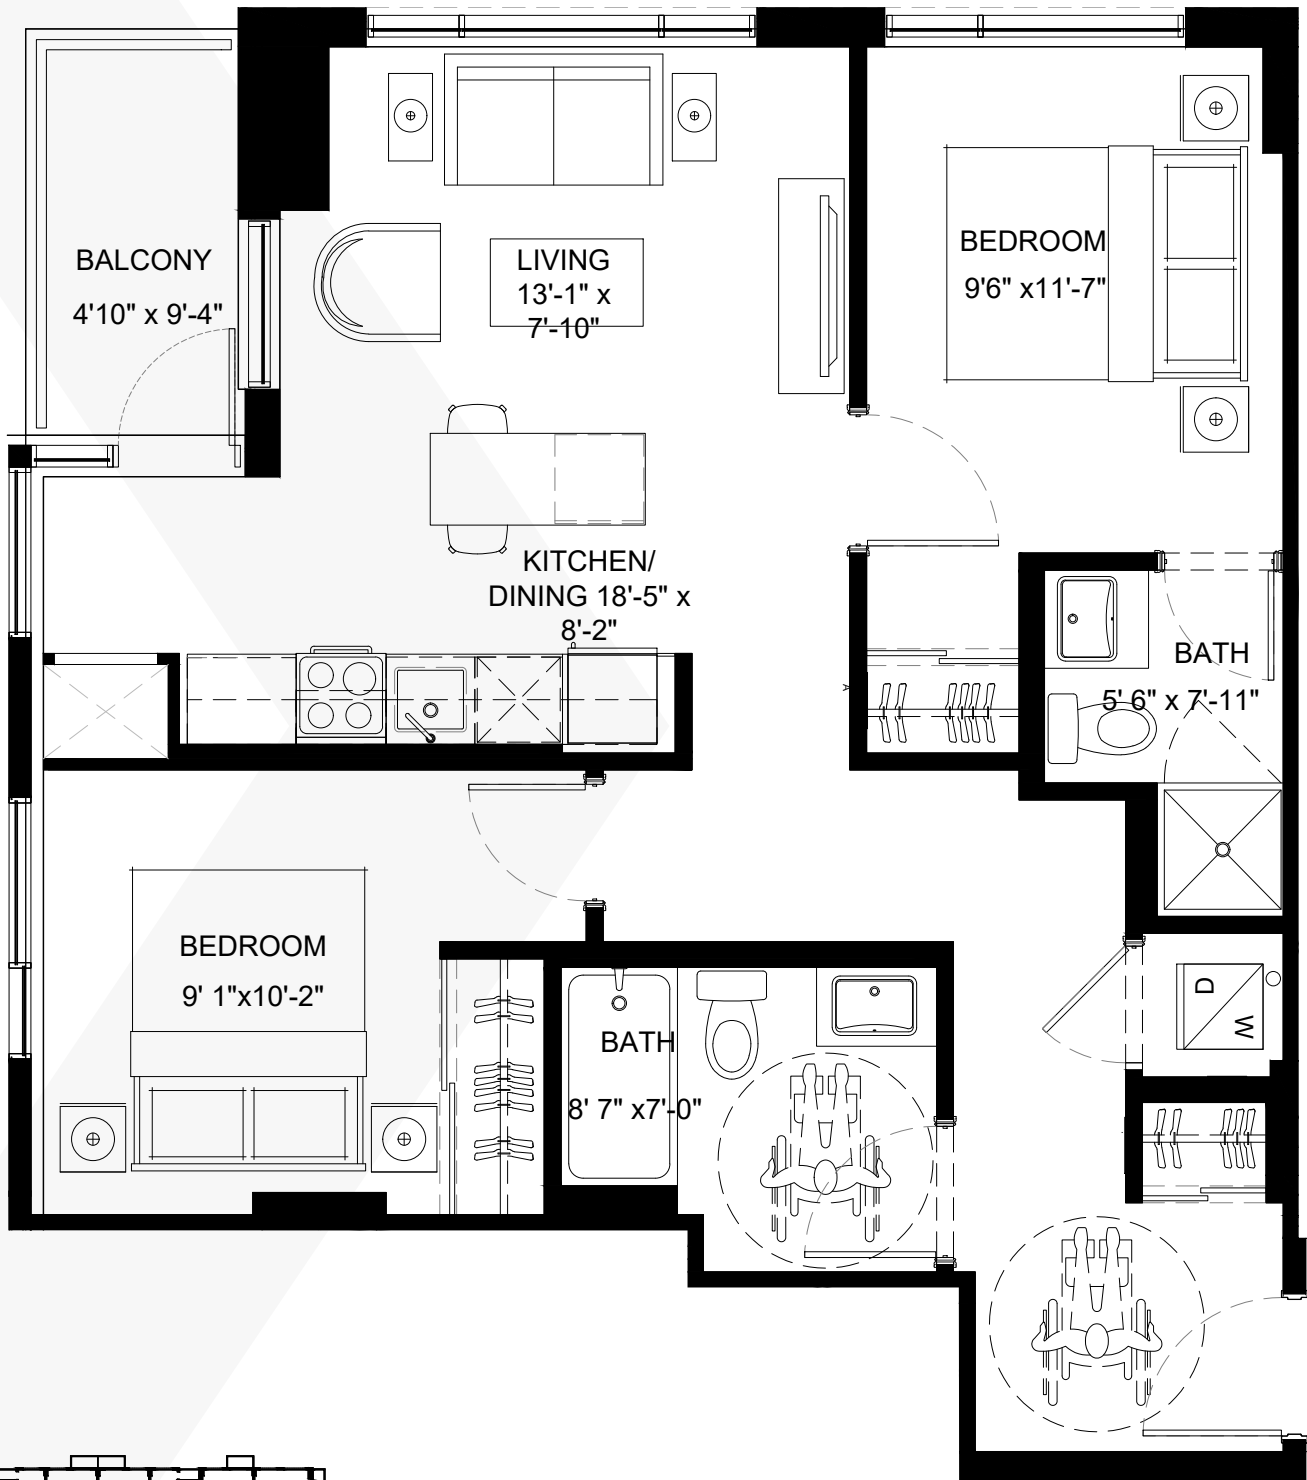 BALCONY
4'10" x 9'-4"
LIVING
13'-1" x
7'-10"
BEDROOM
9'6" x11'-7"
KITCHEN/
DINING 18'-5" x
8'-2"
BATH
5' 6" x 7'-11"
BEDROOM
9' 1"x10'-2"
BATH
8' 7" x7'-0"
D
W